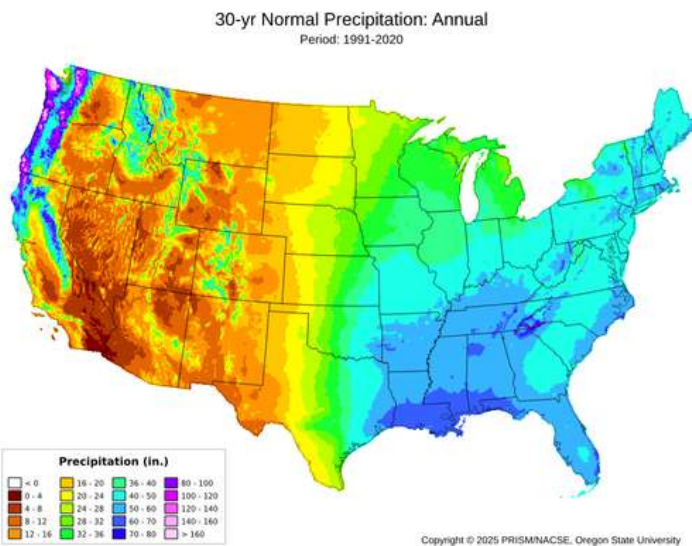 30-yr Normal Precipitation: Annual
Period: 1991-2020
Precipitation (in.)
< 0
0 - 4
4 - 8
8 - 12
12 - 16
16 - 20
20 - 24
24 - 28
28 - 32
32 - 36
36 - 40
40 - 50
50 - 60
60 - 70
70 - 80
80 - 100
100 - 120
120 - 140
140 - 160
> 160
Copyright © 2025 PRISM/NACSE, Oregon State University